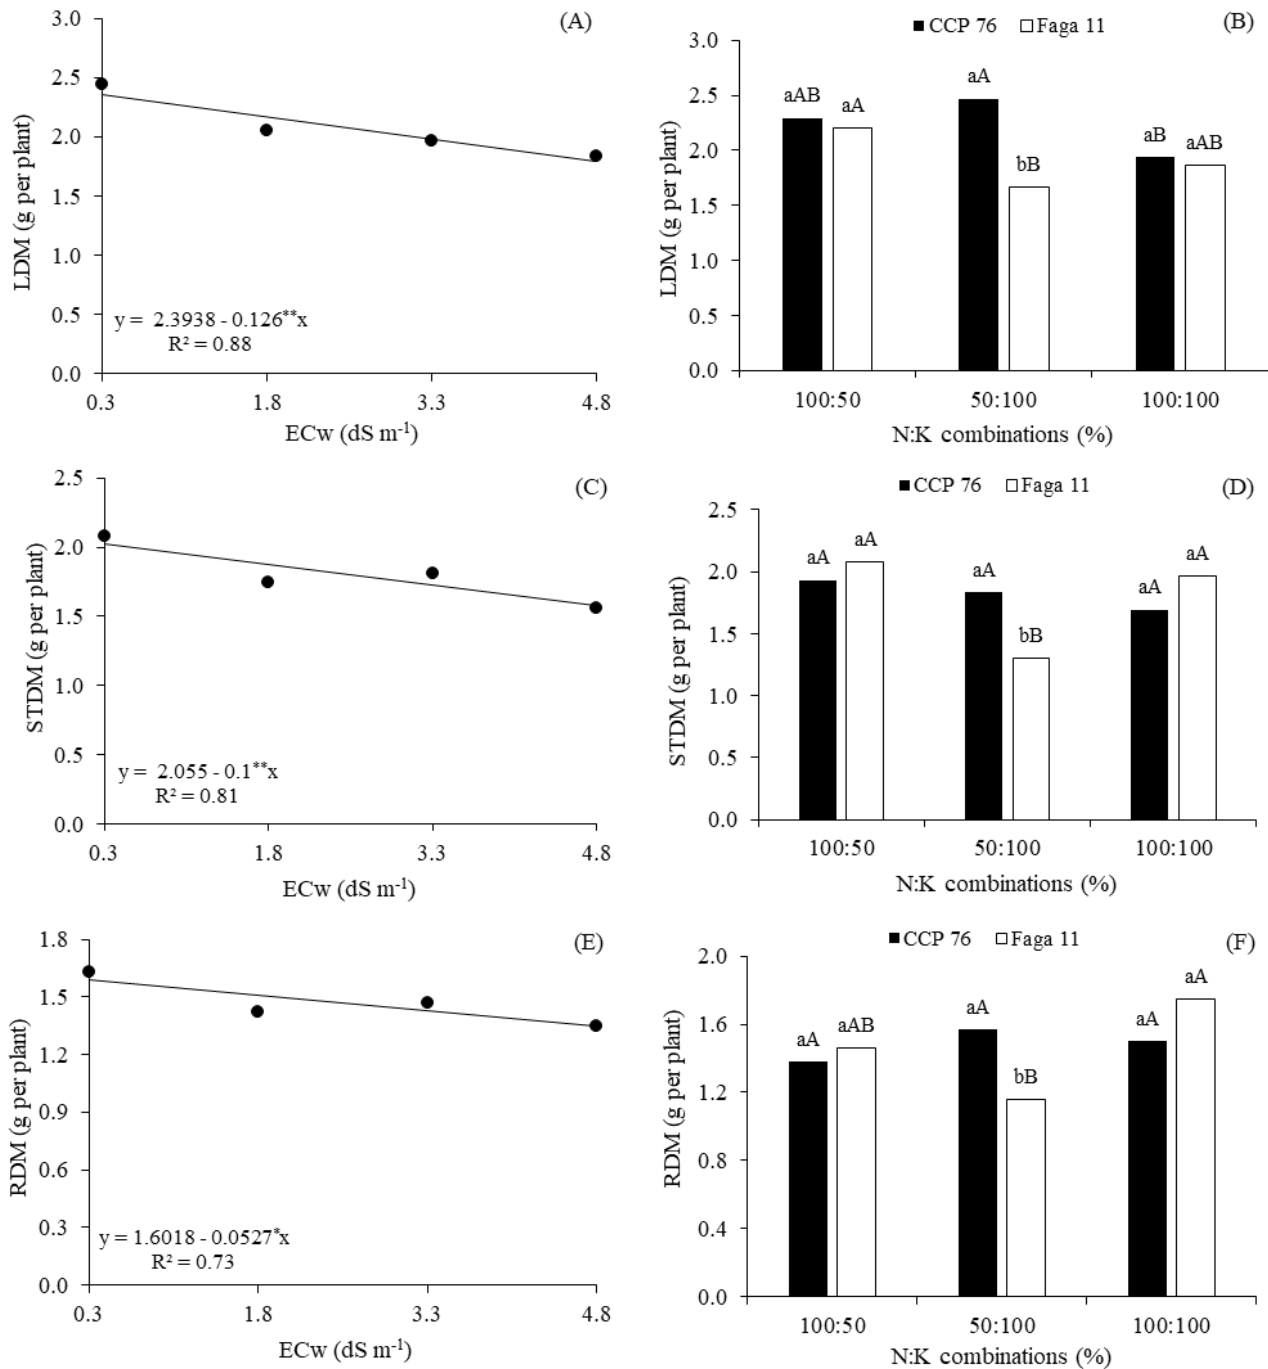 (A)
3.0
2.5
2.0
1.5
1.0
0.5
0.0
LDM (g per plant)
y = 2.3938 - 0.126**x
R² = 0.88
0.3 1.8 3.3 4.8
ECw (dS m⁻¹)
(B)
CCP 76 Faga 11
3.0
2.5
2.0
1.5
1.0
0.5
0.0
LDM (g per plant)
aAB aA aA bB aB aAB
100:50 50:100 100:100
N:K combinations (%)
(C)
2.5
2.0
1.5
1.0
0.5
0.0
STDM (g per plant)
y = 2.055 - 0.1**x
R² = 0.81
0.3 1.8 3.3 4.8
ECw (dS m⁻¹)
(D)
CCP 76 Faga 11
2.5
2.0
1.5
1.0
0.5
0.0
STDM (g per plant)
aA aA aA bB aA aA
100:50 50:100 100:100
N:K combinations (%)
(E)
1.8
1.5
1.2
0.9
0.6
0.3
0.0
RDM (g per plant)
y = 1.6018 - 0.0527*x
R² = 0.73
0.3 1.8 3.3 4.8
ECw (dS m⁻¹)
(F)
CCP 76 Faga 11
2.0
1.6
1.2
0.8
0.4
0.0
RDM (g per plant)
aA aAB aA bB aA aA
100:50 50:100 100:100
N:K combinations (%)